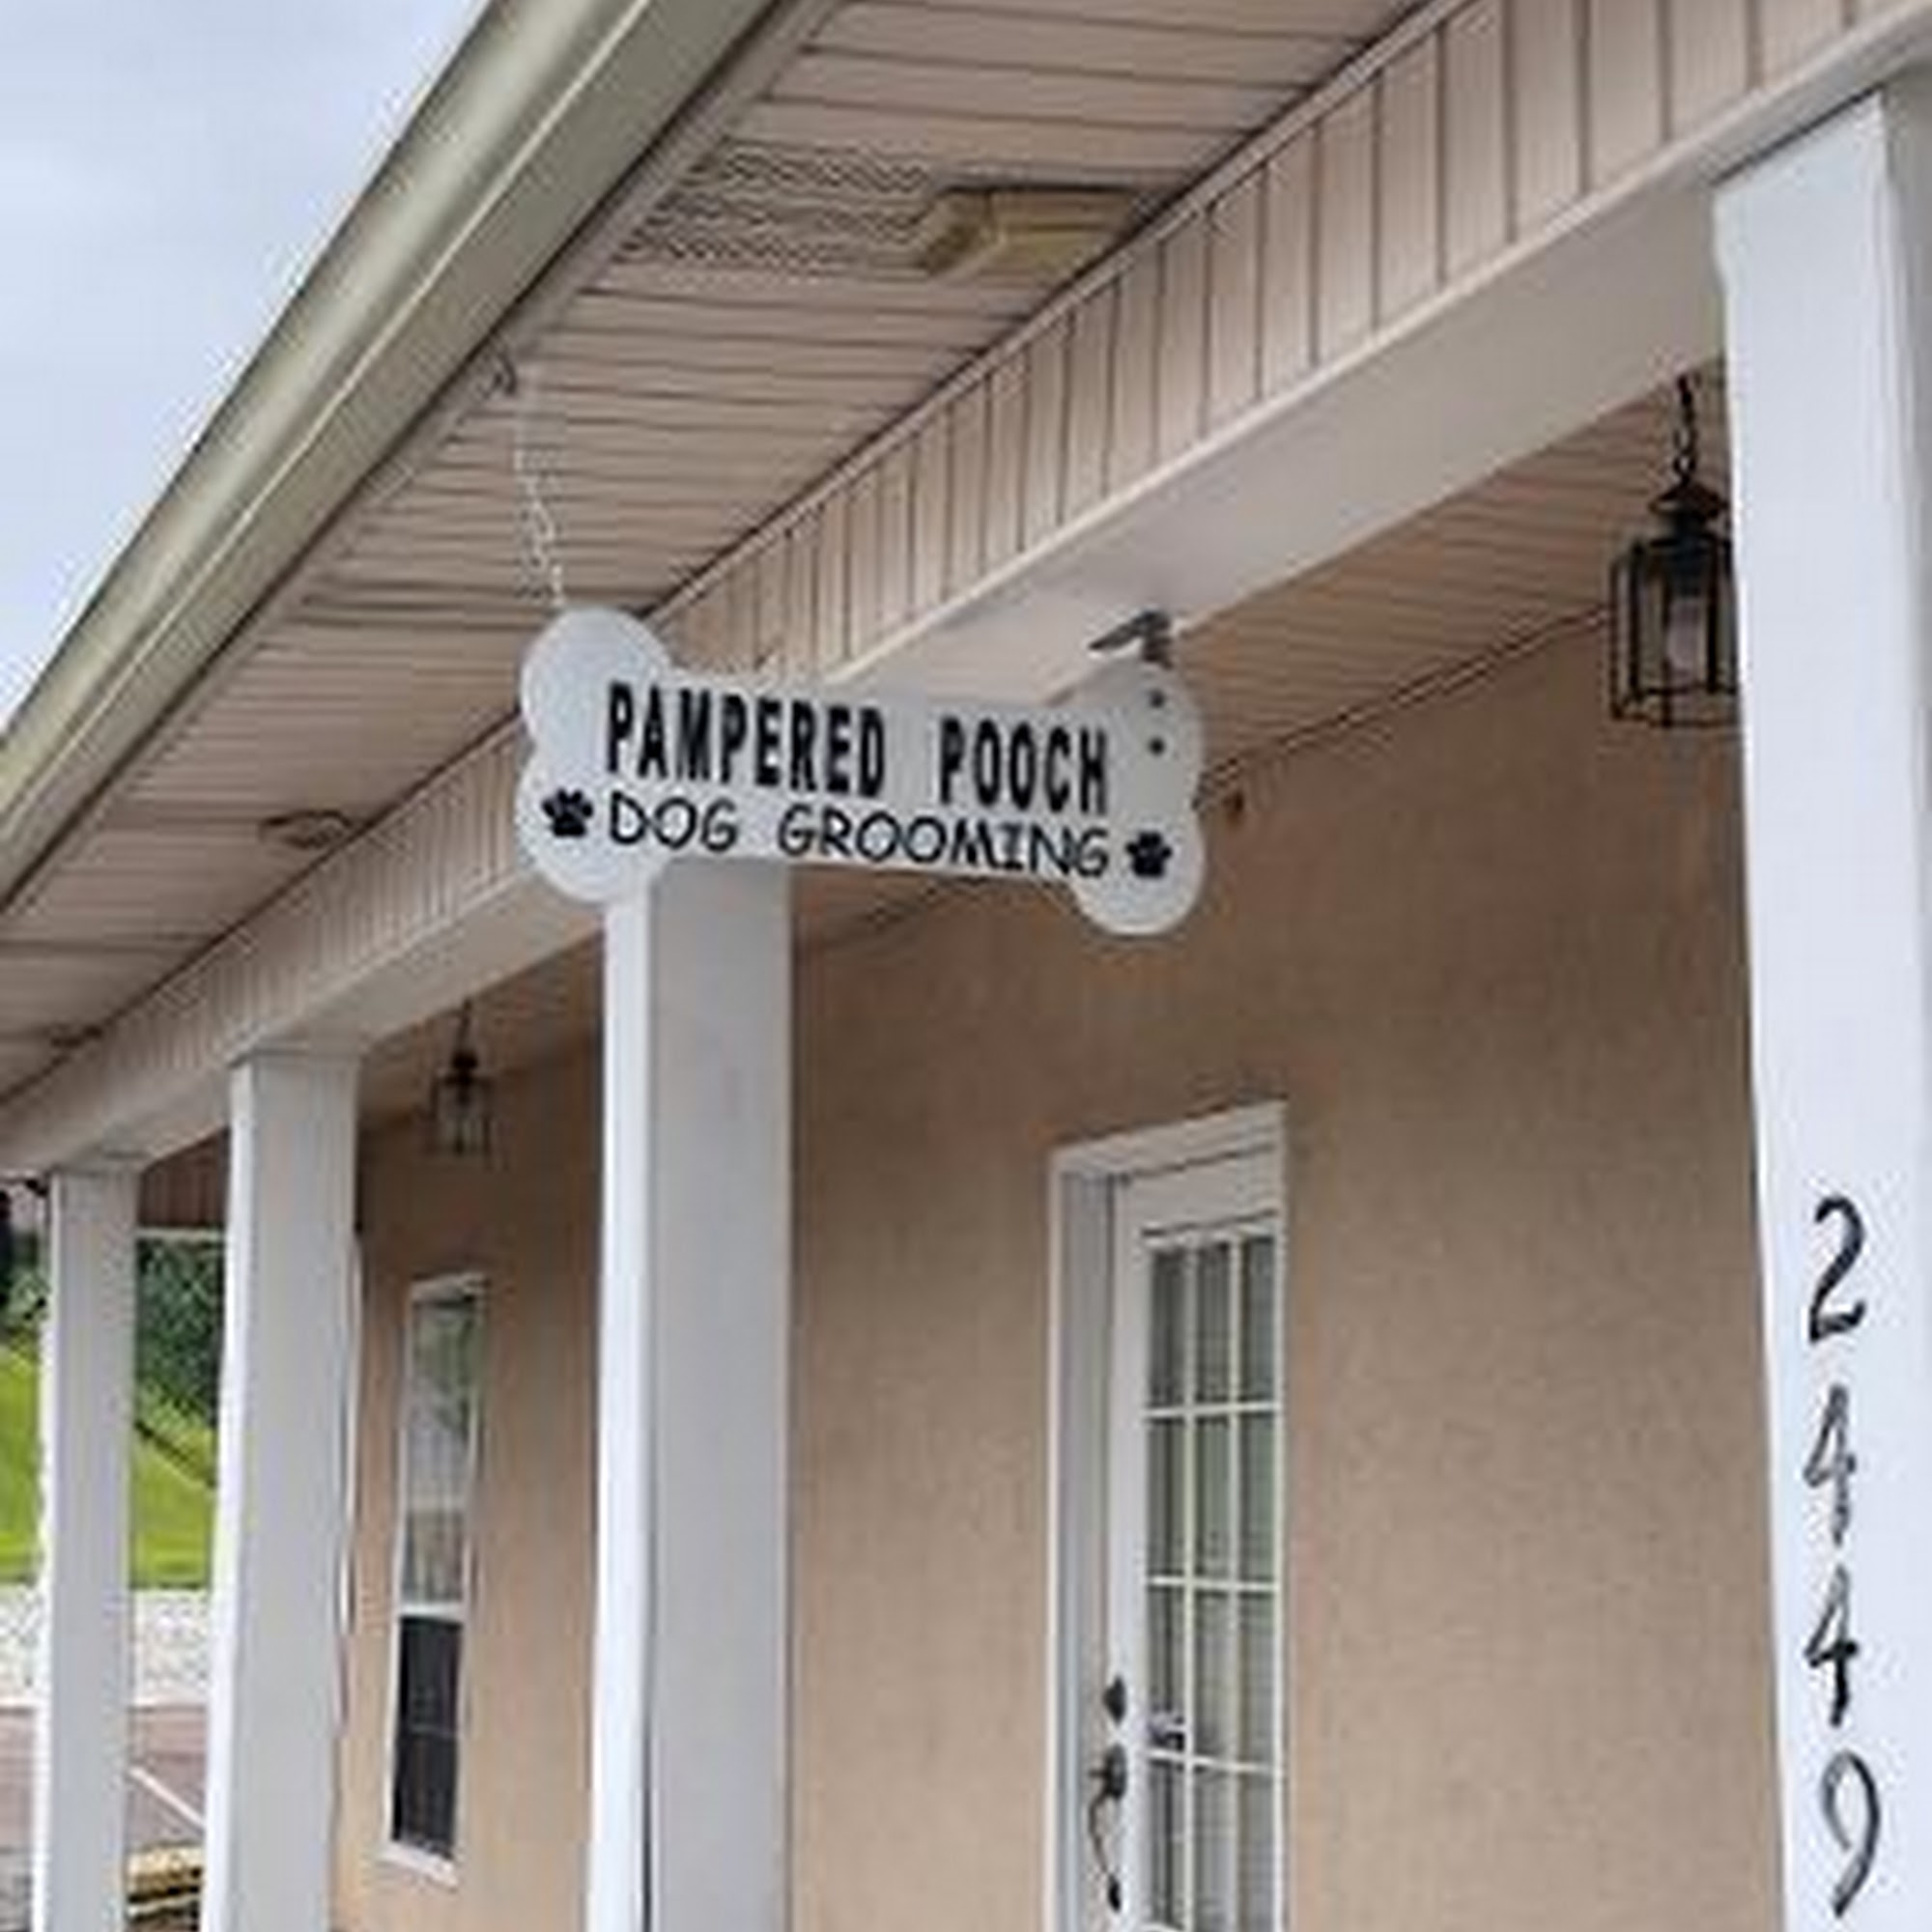 PAMPERED POOCH
DOG GROOMING
2449